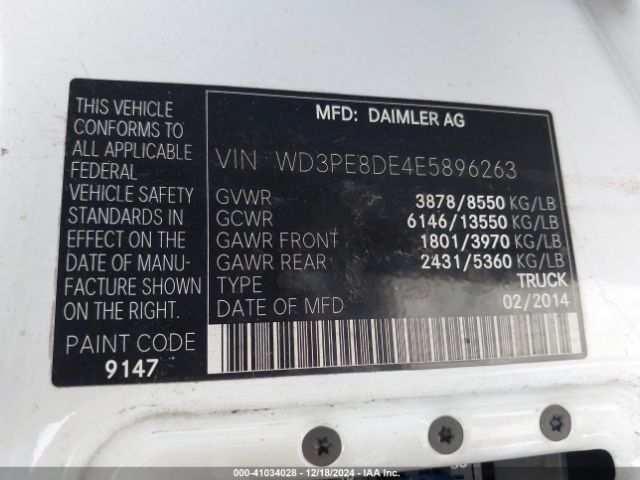 THIS VEHICLE
CONFORMS TO
ALL APPLICABLE
FEDERAL
VEHICLE SAFETY
STANDARDS IN
EFFECT ON THE
DATE OF MANU-
FACTURE SHOWN
ON THE RIGHT.
PAINT CODE
9147
MFD: DAIMLER AG
VIN WD3PE8DE4E5896263
GVWR 3878/8550 KG/LB
GCWR 6146/13550 KG/LB
GAWR FRONT 1801/3970 KG/LB
GAWR REAR 2431/5360 KG/LB
TYPE TRUCK
DATE OF MFD 02/2014
000-41034028 - 12/18/2024 - IAA, Inc.